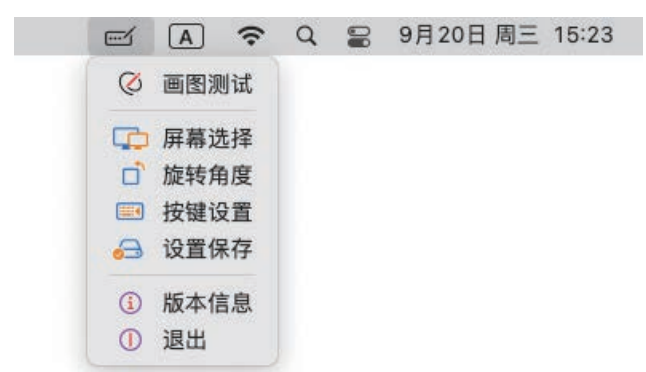 A 9月20日 周三 15:23
画图测试
屏幕选择
旋转角度
按键设置
设置保存
版本信息
退出